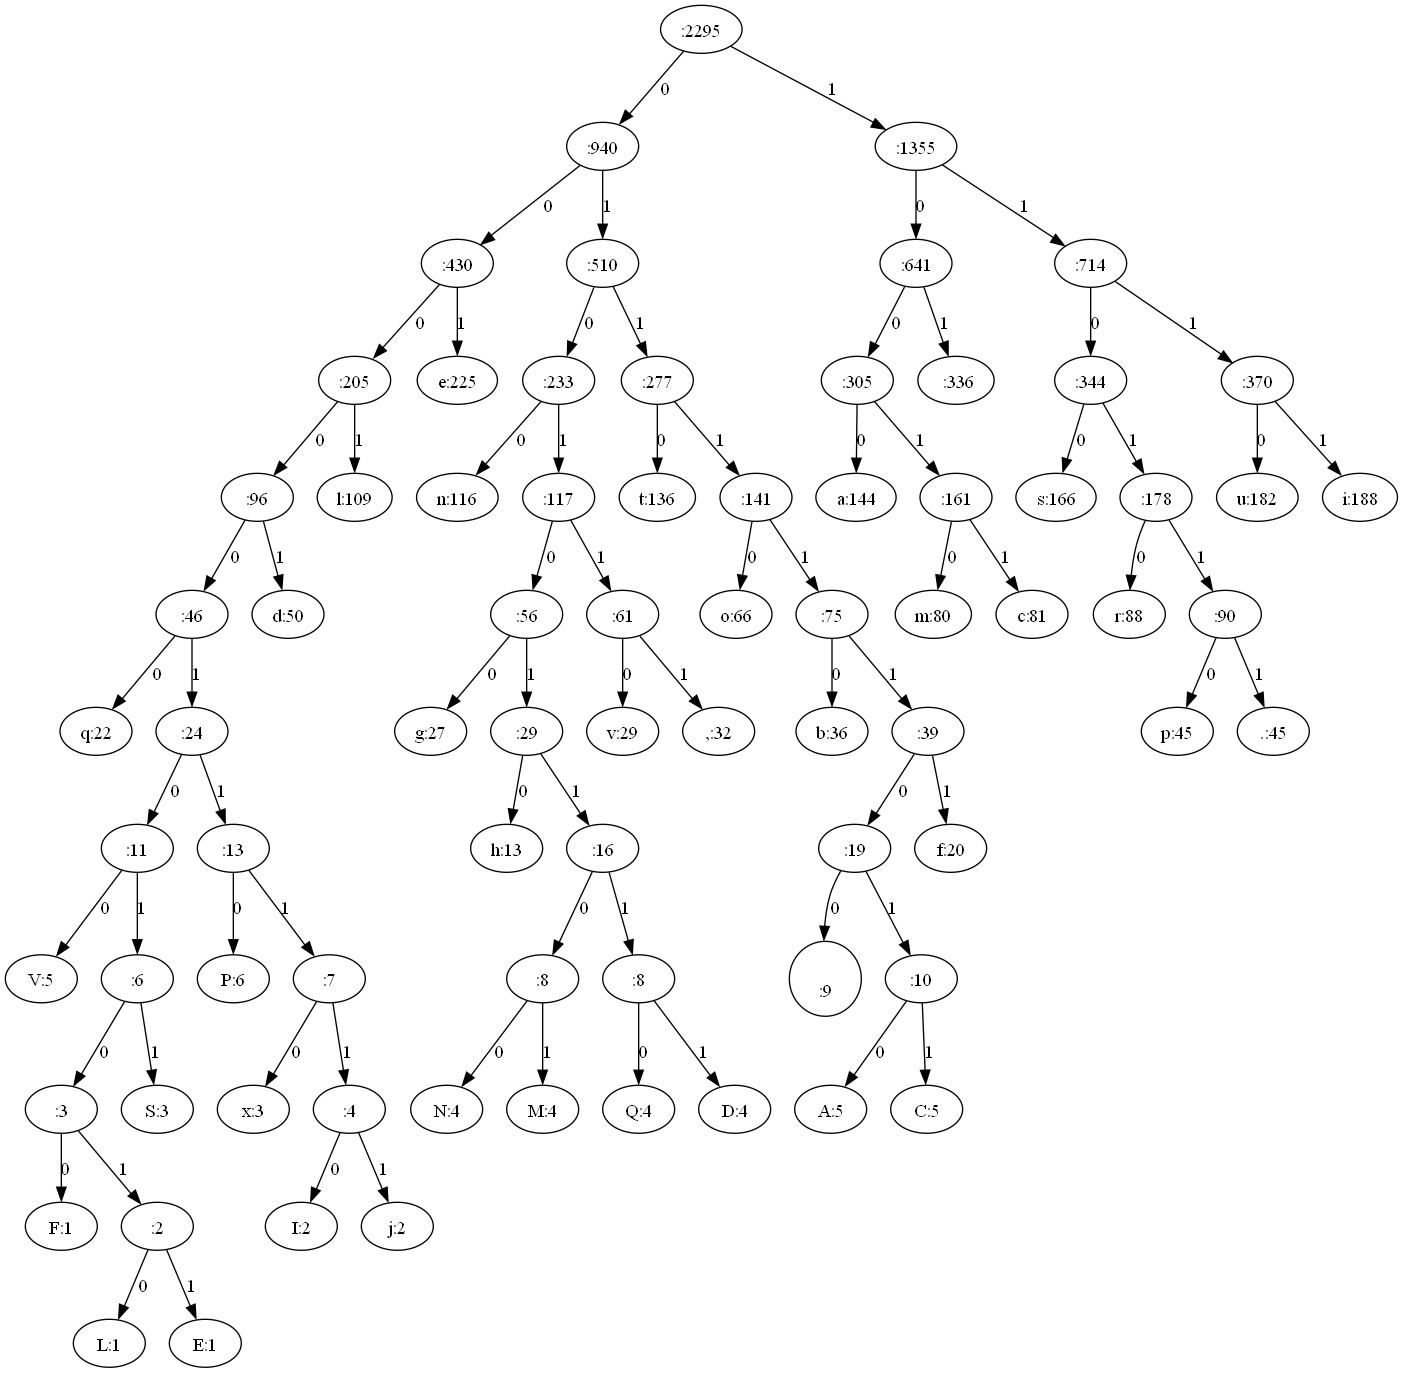 :2295
0 1
:940 :1355
0 1 0 1
:430 :510 :641 :714
0 1 0 1 0 1 0 1
:205 e:225 :233 :277 :305 :336 :344 :370
0 1 0 1 0 1 0 1 0 1 0 1
:96 l:109 n:116 :117 t:136 :141 a:144 :161 s:166 :178 u:182 i:188
0 1 0 1 0 1 0 1 0 1
:46 d:50 :56 :61 o:66 :75 m:80 c:81 r:88 :90
0 1 0 1 0 1 0 1 0 1
q:22 :24 g:27 :29 v:29 ,:32 b:36 :39 p:45 .:45
0 1 0 1 0 1
:11 :13 h:13 :16 :19 f:20
0 1 0 1 0 1 0 1
V:5 :6 P:6 :7 :8 :8 :9 :10
0 1 0 1 0 1 0 1 0 1
:3 S:3 x:3 :4 N:4 M:4 Q:4 D:4 A:5 C:5
0 1 0 1
F:1 :2 I:2 j:2
0 1
L:1 E:1